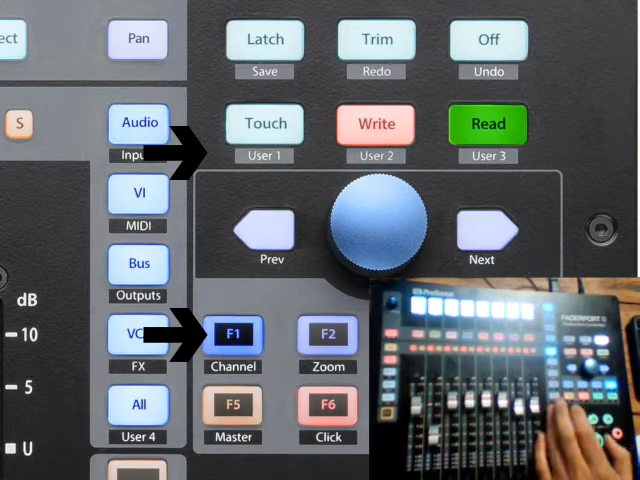 ect
Pan
Latch
Trim
Off
Save
Redo
Undo
S
Audio
Touch
Write
Read
User 1
User 2
User 3
VI
MIDI
Prev
Next
Bus
Outputs
dB
10
F1
F2
FX
Channel
Zoom
5
All
F5
F6
User 4
Master
Click
U
PreSonus
FADERPORT 8